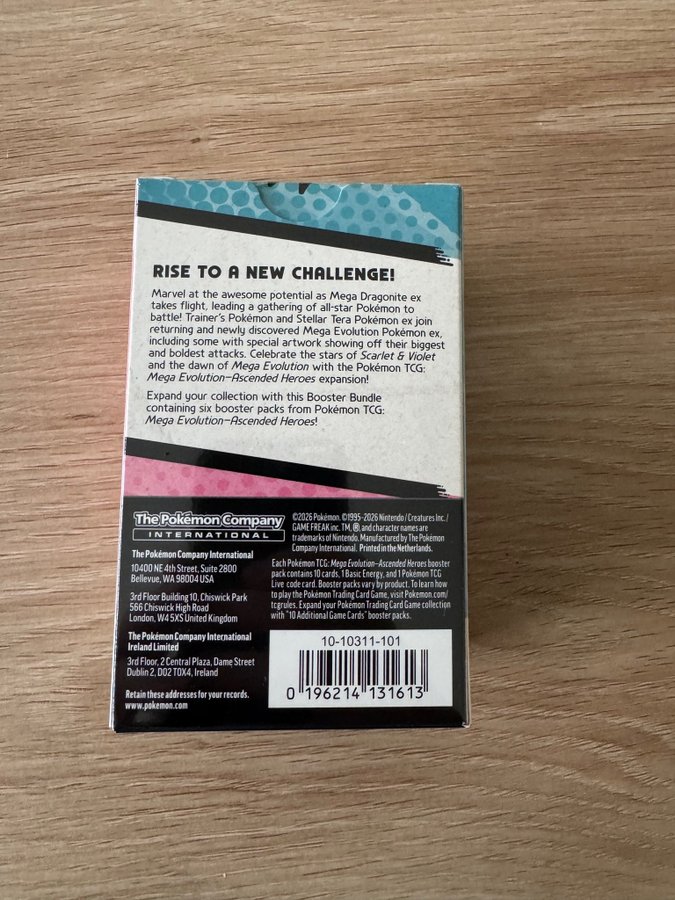 RISE TO A NEW CHALLENGE!
Marvel at the awesome potential as Mega Dragonite ex
takes flight, leading a gathering of all-star Pokémon to
battle! Trainer's Pokémon and Stellar Tera Pokémon ex join
returning and newly discovered Mega Evolution Pokémon ex,
including some with special artwork showing off their biggest
and boldest attacks. Celebrate the stars of Scarlet & Violet
and the dawn of Mega Evolution with the Pokémon TCG:
Mega Evolution—Ascended Heroes expansion!
Expand your collection with this Booster Bundle
containing six booster packs from Pokémon TCG:
Mega Evolution—Ascended Heroes!
The Pokémon Company
INTERNATIONAL
The Pokémon Company International
10400 NE 4th Street, Suite 2800
Bellevue, WA 98004 USA
3rd Floor Building 10, Chiswick Park
566 Chiswick High Road
London, W4 5XS United Kingdom
The Pokémon Company International
Ireland Limited
3rd Floor, 2 Central Plaza, Dame Street
Dublin 2, D02 T0X4, Ireland
Retain these addresses for your records.
www.pokemon.com
©2026 Pokémon. ©1995-2026 Nintendo/Creatures Inc./
GAME FREAK inc. TM, ®, and character names are
trademarks of Nintendo. Manufactured by The Pokémon
Company International. Printed in the Netherlands.
Each Pokémon TCG: Mega Evolution—Ascended Heroes booster
pack contains 10 cards, 1 Basic Energy, and 1 Pokémon TCG
Live code card. Booster packs vary by product. To learn how
to play the Pokémon Trading Card Game, visit Pokemon.com/
tcgrules. Expand your Pokémon Trading Card Game collection
with "10 Additional Game Cards" booster packs.
10-10311-101
0 196214 131613